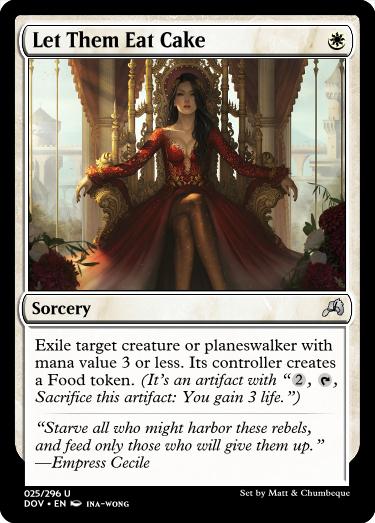 Let Them Eat Cake
Sorcery
Exile target creature or planeswalker with
mana value 3 or less. Its controller creates
a Food token. (It's an artifact with “2, ,
Sacrifice this artifact: You gain 3 life.”)
“Starve all who might harbor these rebels,
and feed only those who will give them up.”
—Empress Cecile
025/296 U
DOV • EN INA-WONG
Set by Matt & Chumbeque